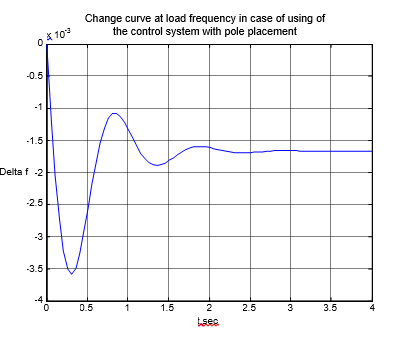 Change curve at load frequency in case of using of
the control system with pole placement
x 10-3
0
-0.5
-1
-1.5
Delta f
-2
-2.5
-3
-3.5
-4
0 0.5 1 1.5 2 2.5 3 3.5 4
t,sec